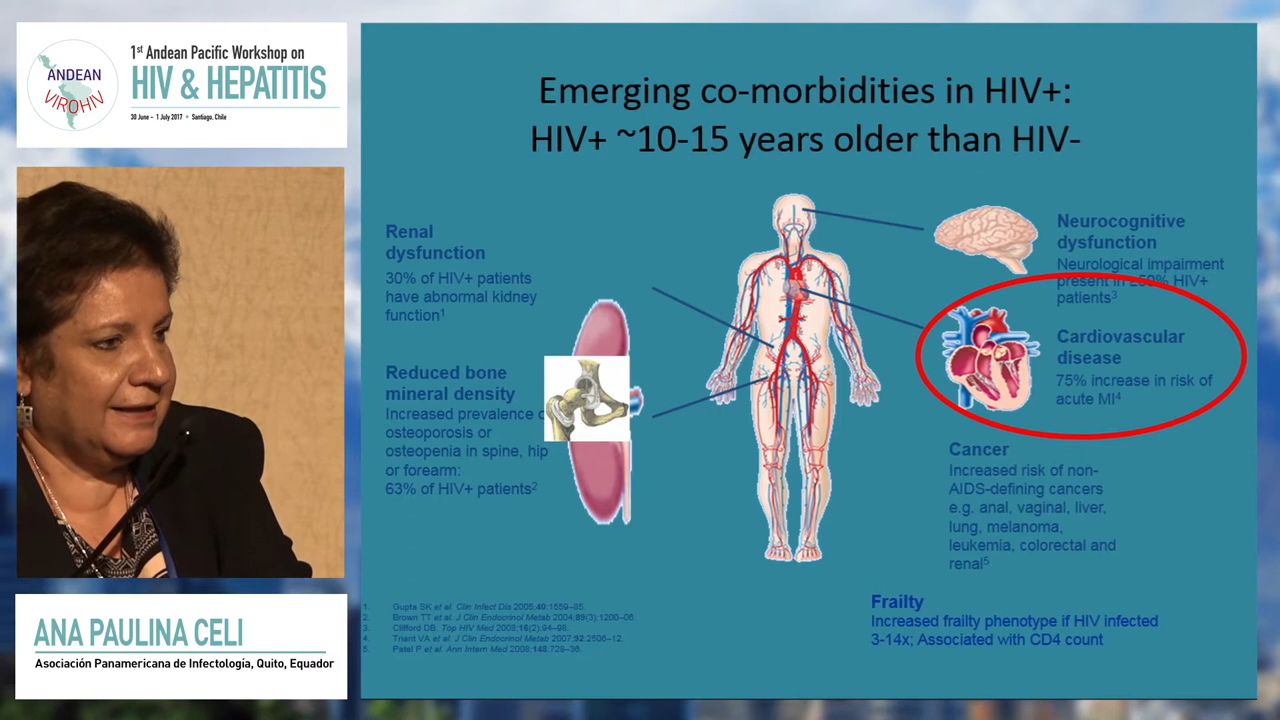 1st Andean Pacific Workshop on
HIV & HEPATITIS
30 June - 1 July 2017 • Santiago, Chile
ANDEAN
VIROHIV
Emerging co-morbidities in HIV+:
HIV+ ~10-15 years older than HIV-
Renal
dysfunction
30% of HIV+ patients
have abnormal kidney
function1
Reduced bone
mineral density
Increased prevalence
osteoporosis or
osteopenia in spine, hip
or forearm:
63% of HIV+ patients2
Neurocognitive
dysfunction
Neurological impairment
present in ≥50% HIV+
patients3
Cardiovascular
disease
75% increase in risk of
acute MI4
Cancer
Increased risk of non-
AIDS-defining cancers
e.g. anal, vaginal, liver,
lung, melanoma,
leukemia, colorectal and
renal5
Frailty
Increased frailty phenotype if HIV infected
3-14x; Associated with CD4 count
1. Gupta SK et al. Clin Infect Dis 2005;40:1559–85.
2. Brown TT et al. J Clin Endocrinol Metab 2004;89(3):1200–06.
3. Clifford DB. Top HIV Med 2008;16(2):94–98.
4. Triant VA et al. J Clin Endocrinol Metab 2007;92:2506–12.
5. Patel P et al. Ann Intern Med 2008;148:728–36.
ANA PAULINA CELI
Asociación Panamericana de Infectología, Quito, Ecuador